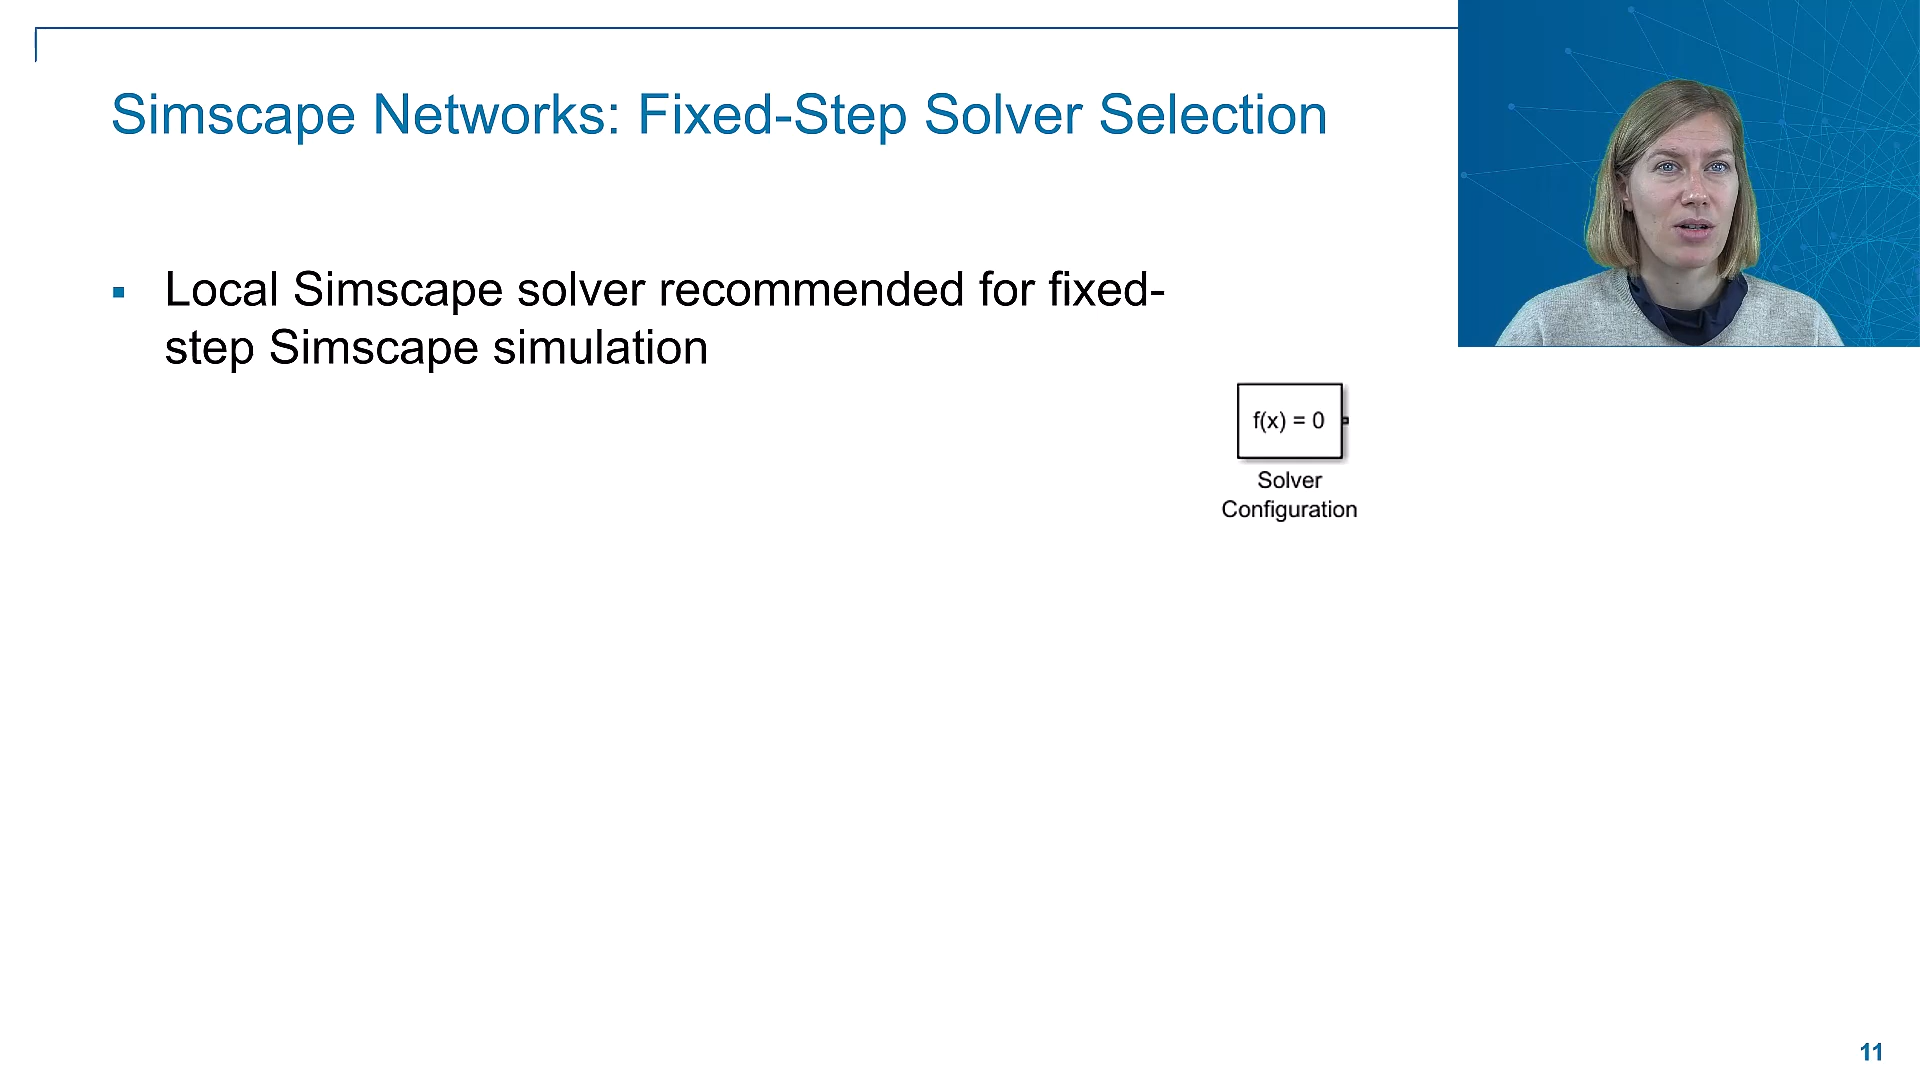 Simscape Networks: Fixed-Step Solver Selection
Local Simscape solver recommended for fixed-
step Simscape simulation
f(x) = 0
Solver
Configuration
11